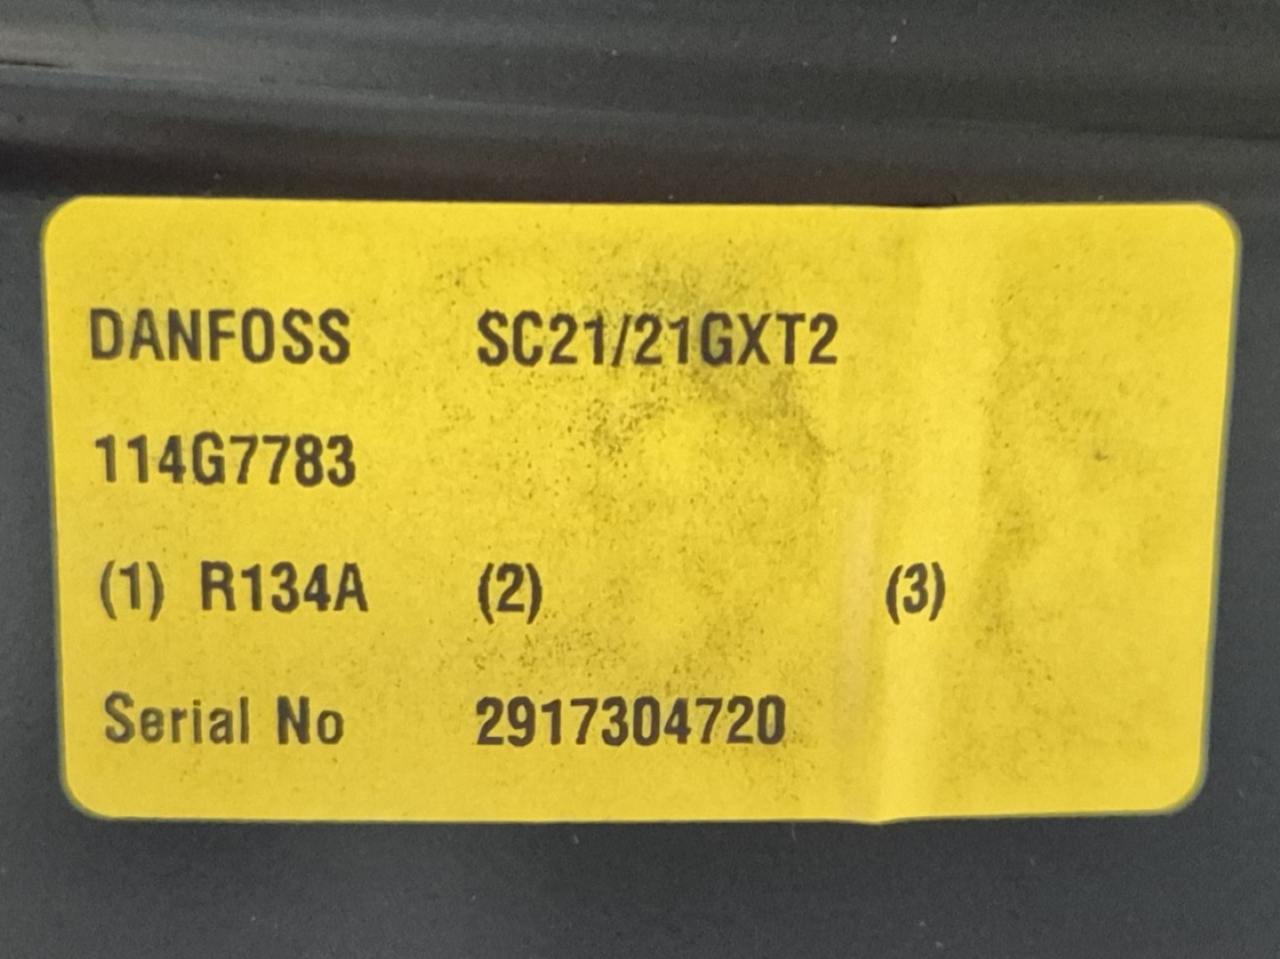 DANFOSS SC21/21GXT2
114G7783
(1) R134A (2) (3)
Serial No 2917304720